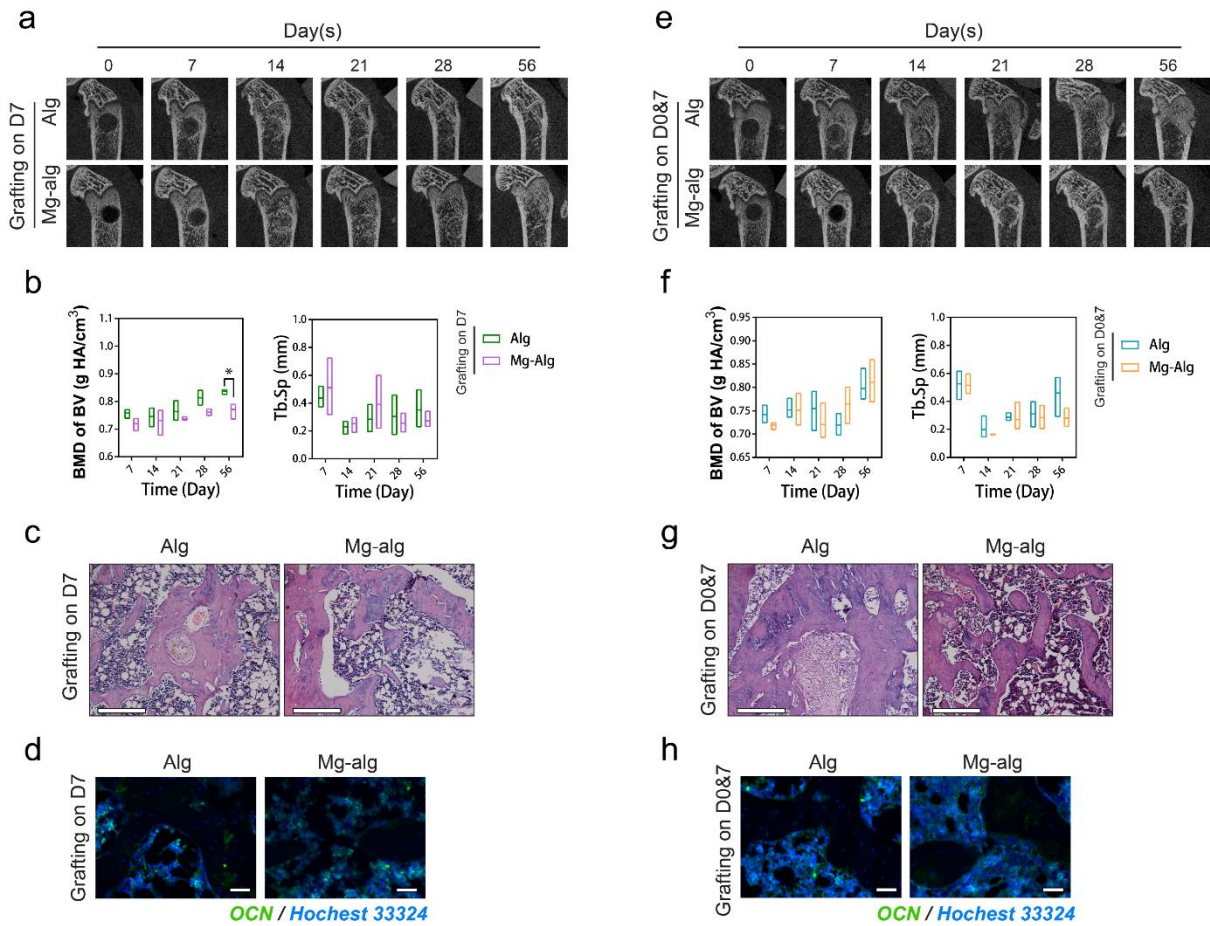 a
Day(s)
0 7 14 21 28 56
Grafting on D7
Alg
Mg-alg
e
Day(s)
0 7 14 21 28 56
Grafting on D0&7
Alg
Mg-alg
b
BMD of BV (g HA/cm³)
1.1
1.0
0.9
0.8
0.7
0.6
*
7 14 21 28 56
Time (Day)
Tb.Sp (mm)
1.0
0.8
0.6
0.4
0.2
0.0
7 14 21 28 56
Time (Day)
Grafting on D7
Alg
Mg-Alg
f
BMD of BV (g HA/cm³)
0.95
0.90
0.85
0.80
0.75
0.70
0.65
7 14 21 28 56
Time (Day)
Tb.Sp (mm)
1.0
0.8
0.6
0.4
0.2
0.0
7 14 21 28 56
Time (Day)
Grafting on D0&7
Alg
Mg-Alg
c
Alg Mg-alg
Grafting on D7
g
Alg Mg-alg
Grafting on D0&7
d
Alg Mg-alg
Grafting on D7
OCN / Hochest 33324
h
Alg Mg-alg
Grafting on D0&7
OCN / Hochest 33324